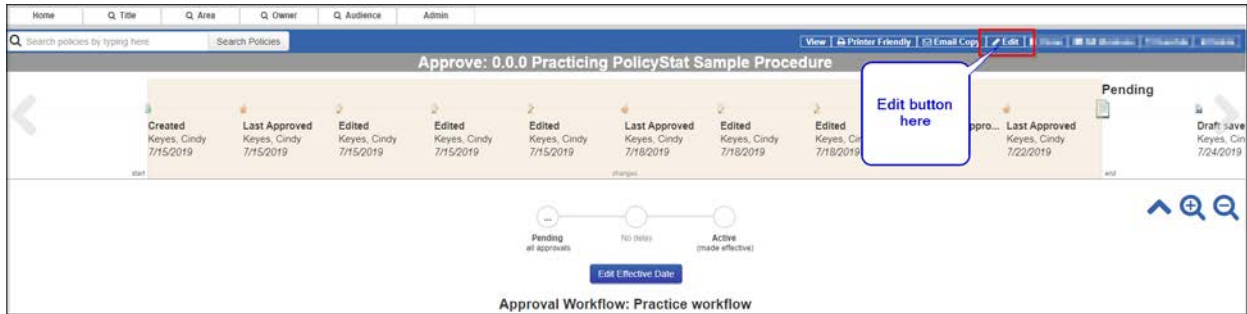 Home Title Area Owner Audience Admin
Search policies by typing here Search Policies View Printer Friendly Email Copy Edit
Approve: 0.0.0 Practicing PolicyStat Sample Procedure
Edit button
here
Pending
Created Last Approved Edited Edited Edited Last Approved Edited Edited ppro... Last Approved Draft save
Keyes, Cindy Keyes, Cindy Keyes, Cindy Keyes, Cindy Keyes, Cindy Keyes, Cindy Keyes, Cindy Keyes, Cin Keyes, Cindy Keyes, Cin
7/15/2019 7/15/2019 7/15/2019 7/15/2019 7/15/2019 7/18/2019 7/18/2019 7/18/2019 7/22/2019 7/24/2019
start changes end
Pending No delay Active
all approvals (made effective)
Edit Effective Date
Approval Workflow: Practice workflow